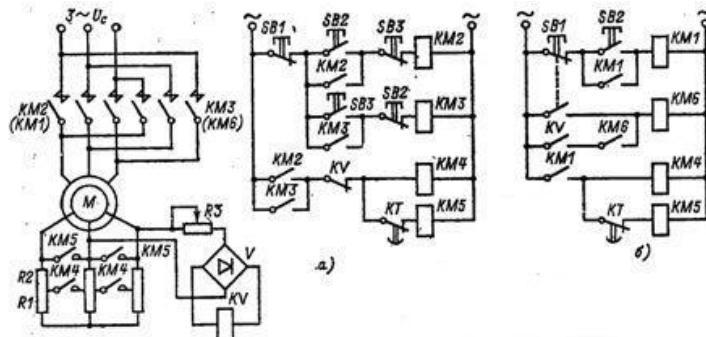 3~Uc
KM2
(KM1)
KM3
(KM6)
M
KM5
KM5
R2
KM4
KM4
R1
R3
V
KV
~
~
SB1
SB2
SB3
KM2
KM2
SB3
SB2
KM3
KM3
KM2
KV
KM4
KM3
KT
KM5
а)
~
~
SB1
SB2
KM1
KM1
KM6
KV
KM6
KM1
KM4
KT
KM5
б)